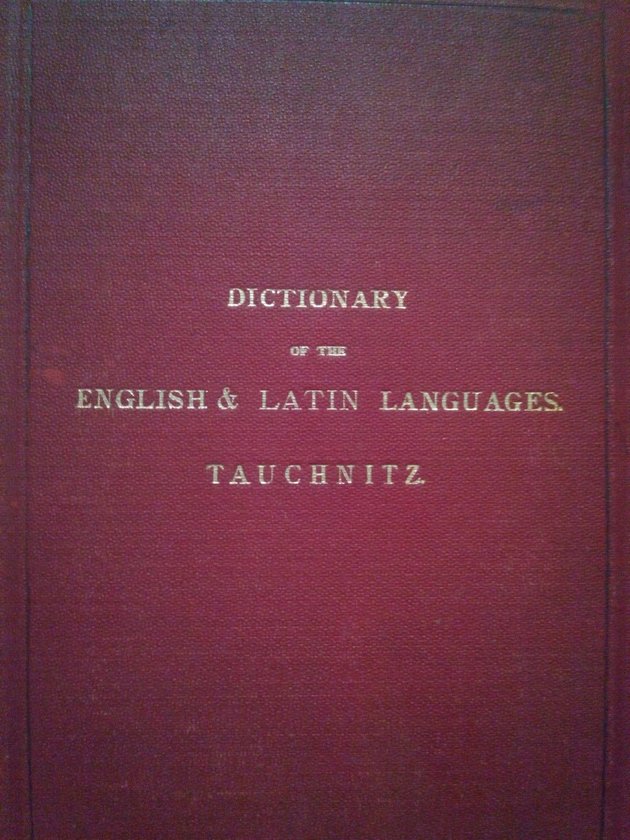 DICTIONARY
OF THE
ENGLISH & LATIN LANGUAGES.
TAUCHNITZ.